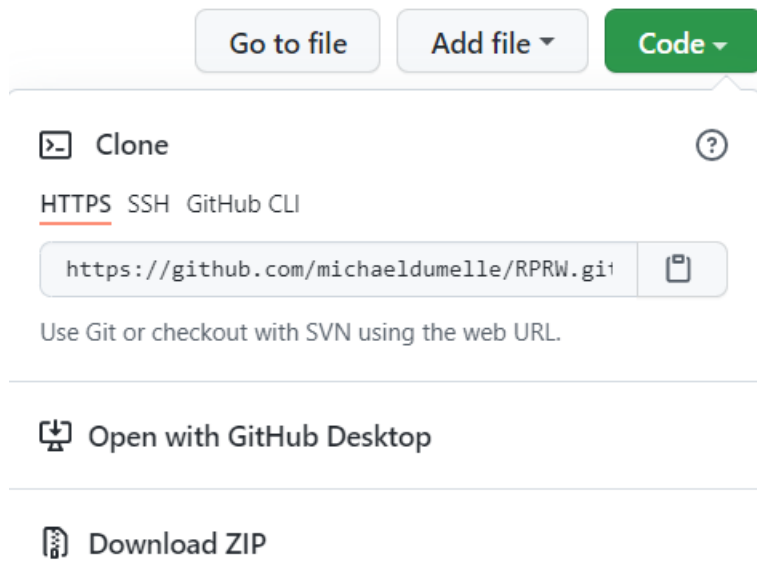 Go to file Add file Code
Clone
HTTPS SSH GitHub CLI
https://github.com/michaeldumelle/RPRW.git
Use Git or checkout with SVN using the web URL.
Open with GitHub Desktop
Download ZIP